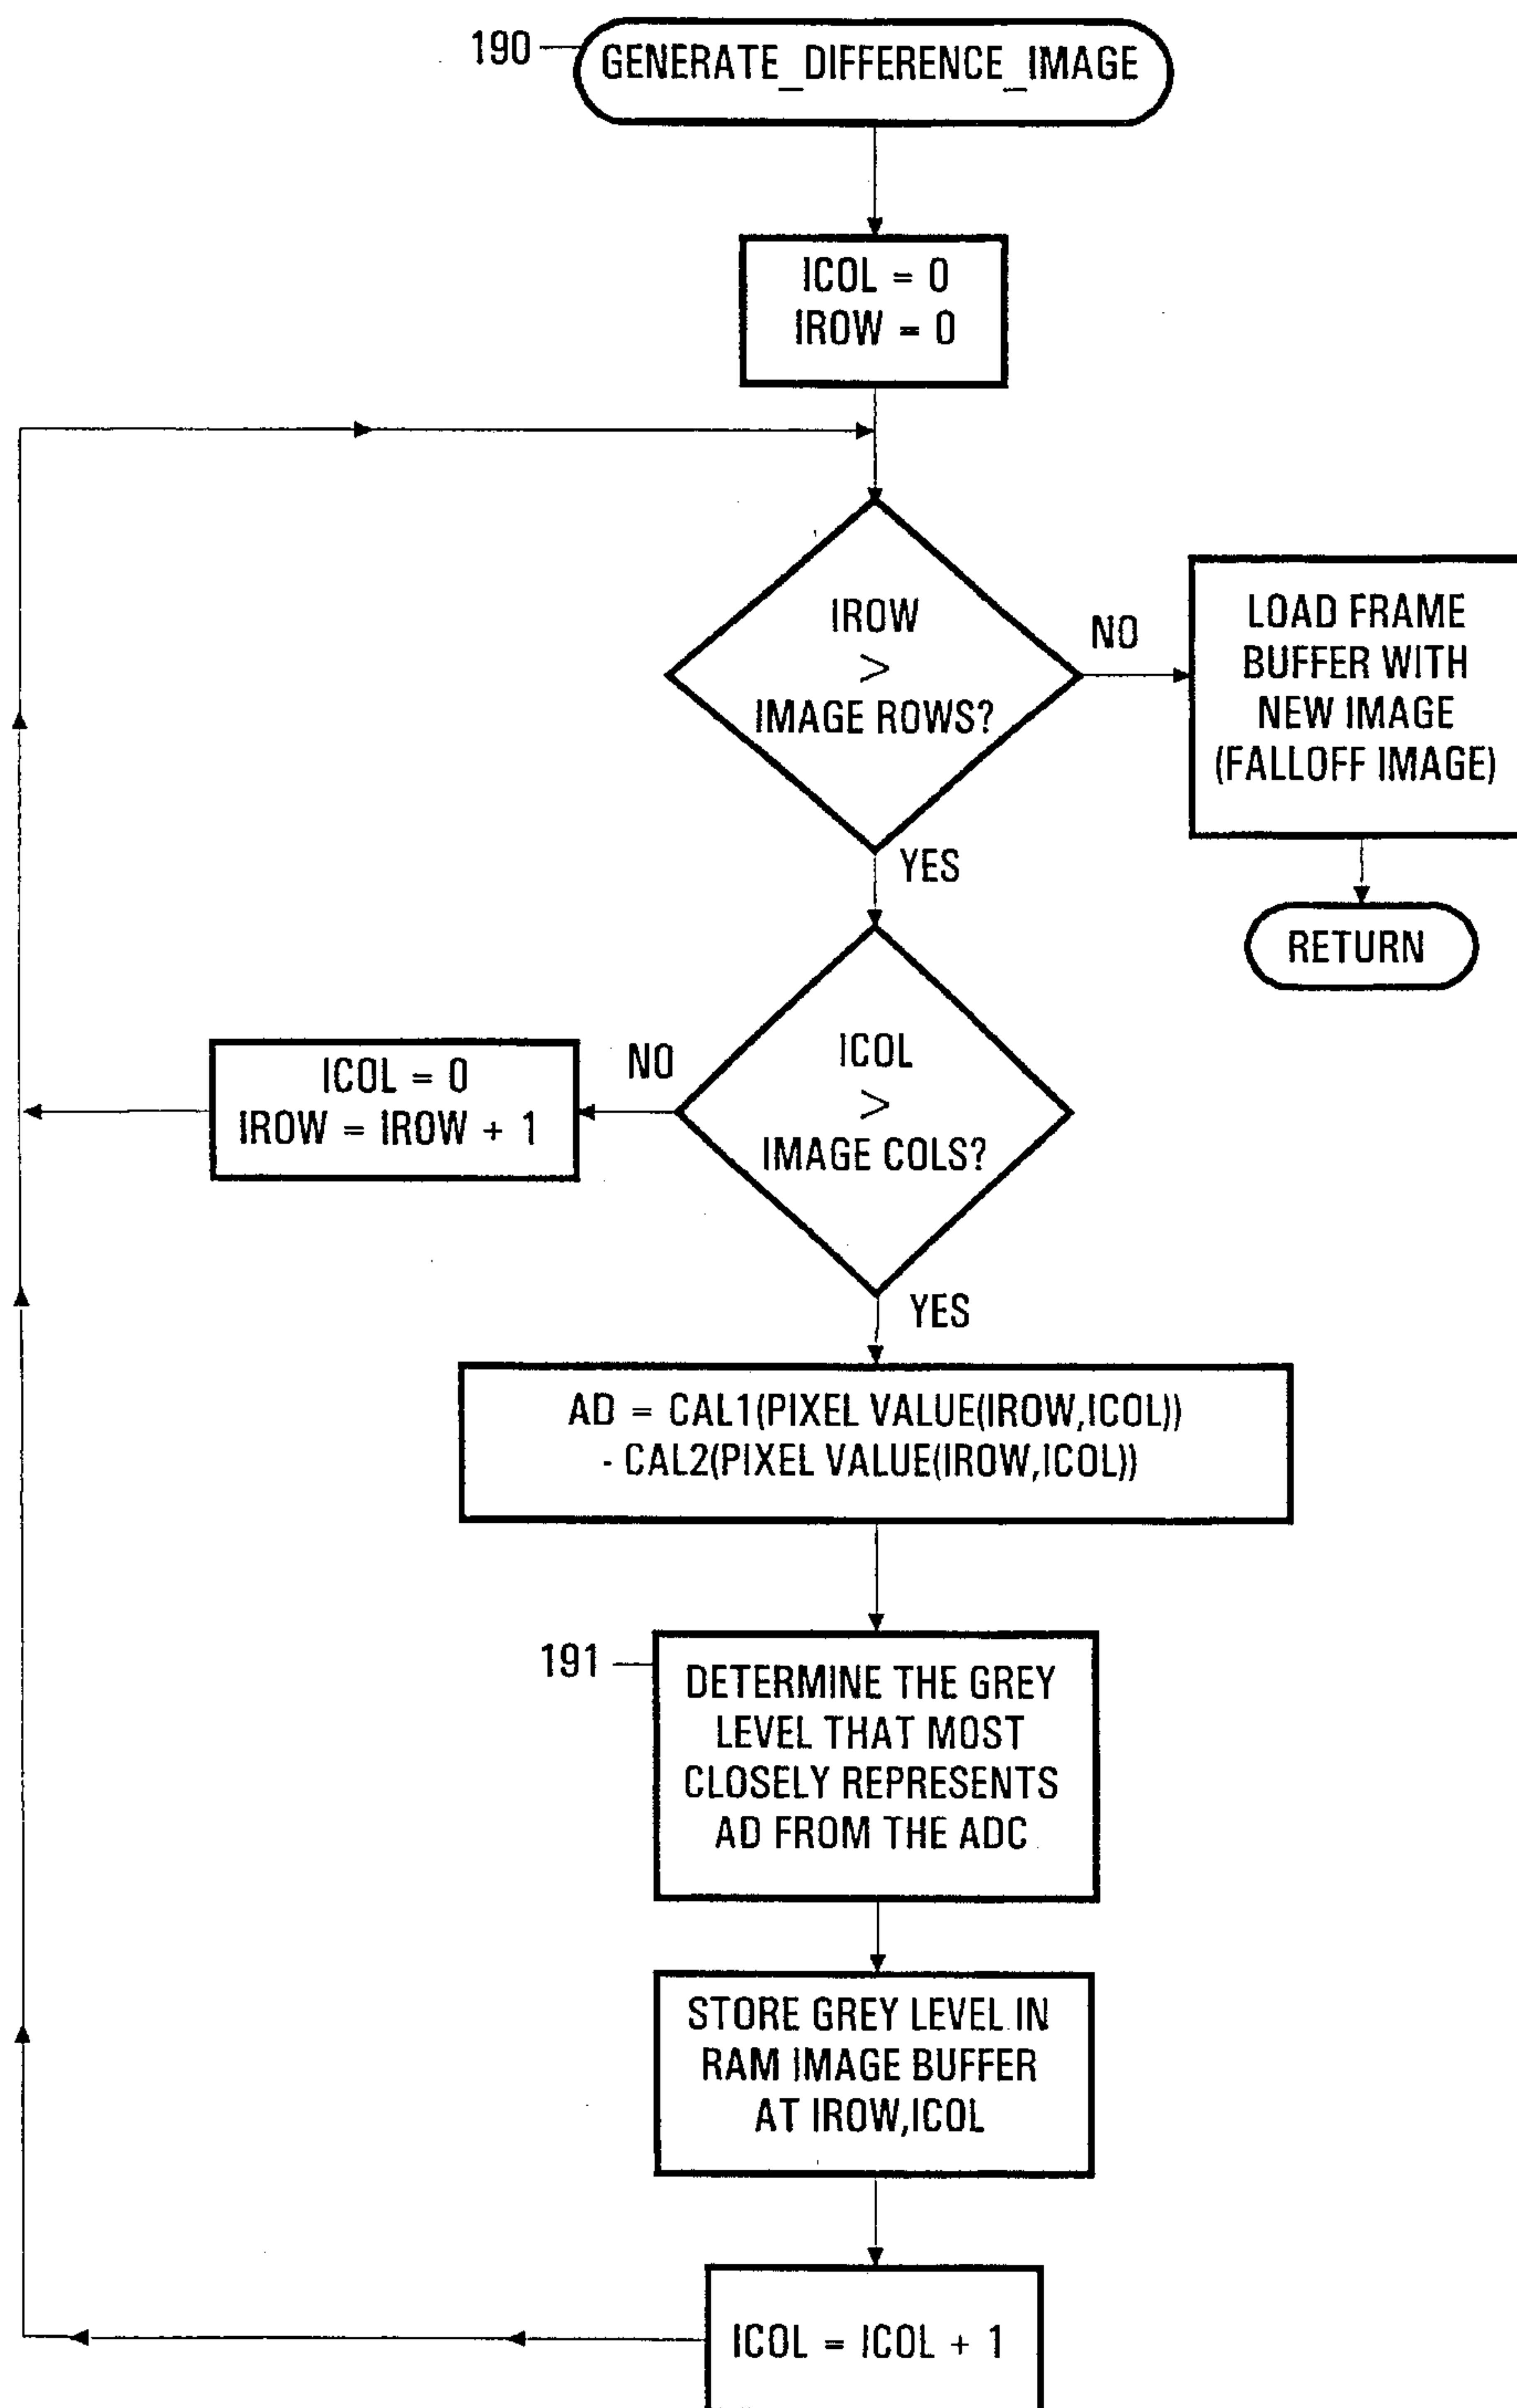 190
GENERATE_DIFFERENCE_IMAGE
ICOL = 0
IROW = 0
IROW
>
IMAGE ROWS?
NO
LOAD FRAME
BUFFER WITH
NEW IMAGE
(FALLOFF IMAGE)
YES
RETURN
ICOL
>
IMAGE COLS?
NO
ICOL = 0
IROW = IROW + 1
YES
AD = CAL1(PIXEL VALUE(IROW,ICOL))
- CAL2(PIXEL VALUE(IROW,ICOL))
191
DETERMINE THE GREY
LEVEL THAT MOST
CLOSELY REPRESENTS
AD FROM THE ADC
STORE GREY LEVEL IN
RAM IMAGE BUFFER
AT IROW,ICOL
ICOL = ICOL + 1